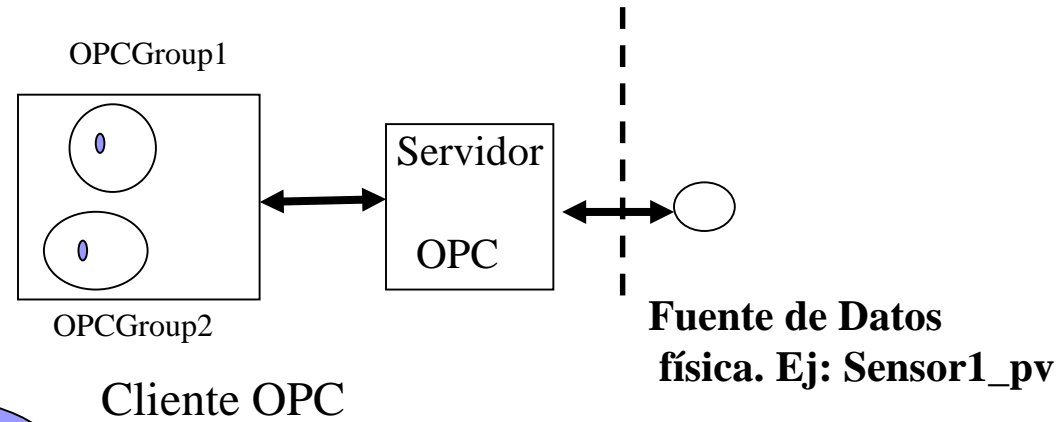 OPCGroup1
Servidor
OPC
OPCGroup2
Fuente de Datos
física. Ej: Sensor1_pv
Cliente OPC